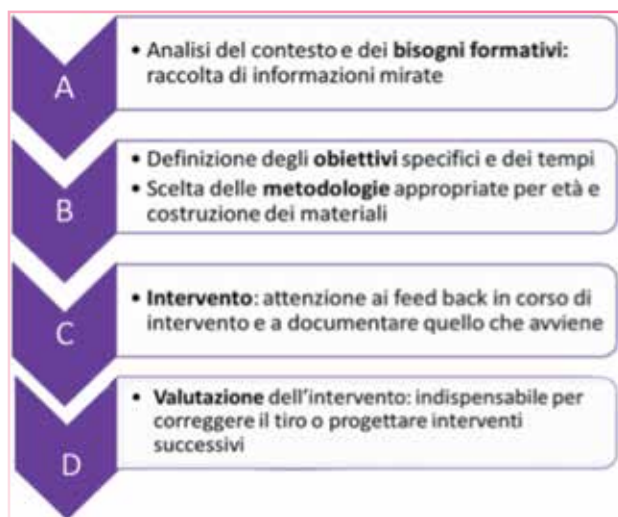 A
• Analisi del contesto e dei bisogni formativi:
raccolta di informazioni mirate
B
• Definizione degli obiettivi specifici e dei tempi
• Scelta delle metodologie appropriate per età e
costruzione dei materiali
C
• Intervento: attenzione ai feed back in corso di
intervento e a documentare quello che avviene
D
• Valutazione dell'intervento: indispensabile per
correggere il tiro o progettare interventi
successivi